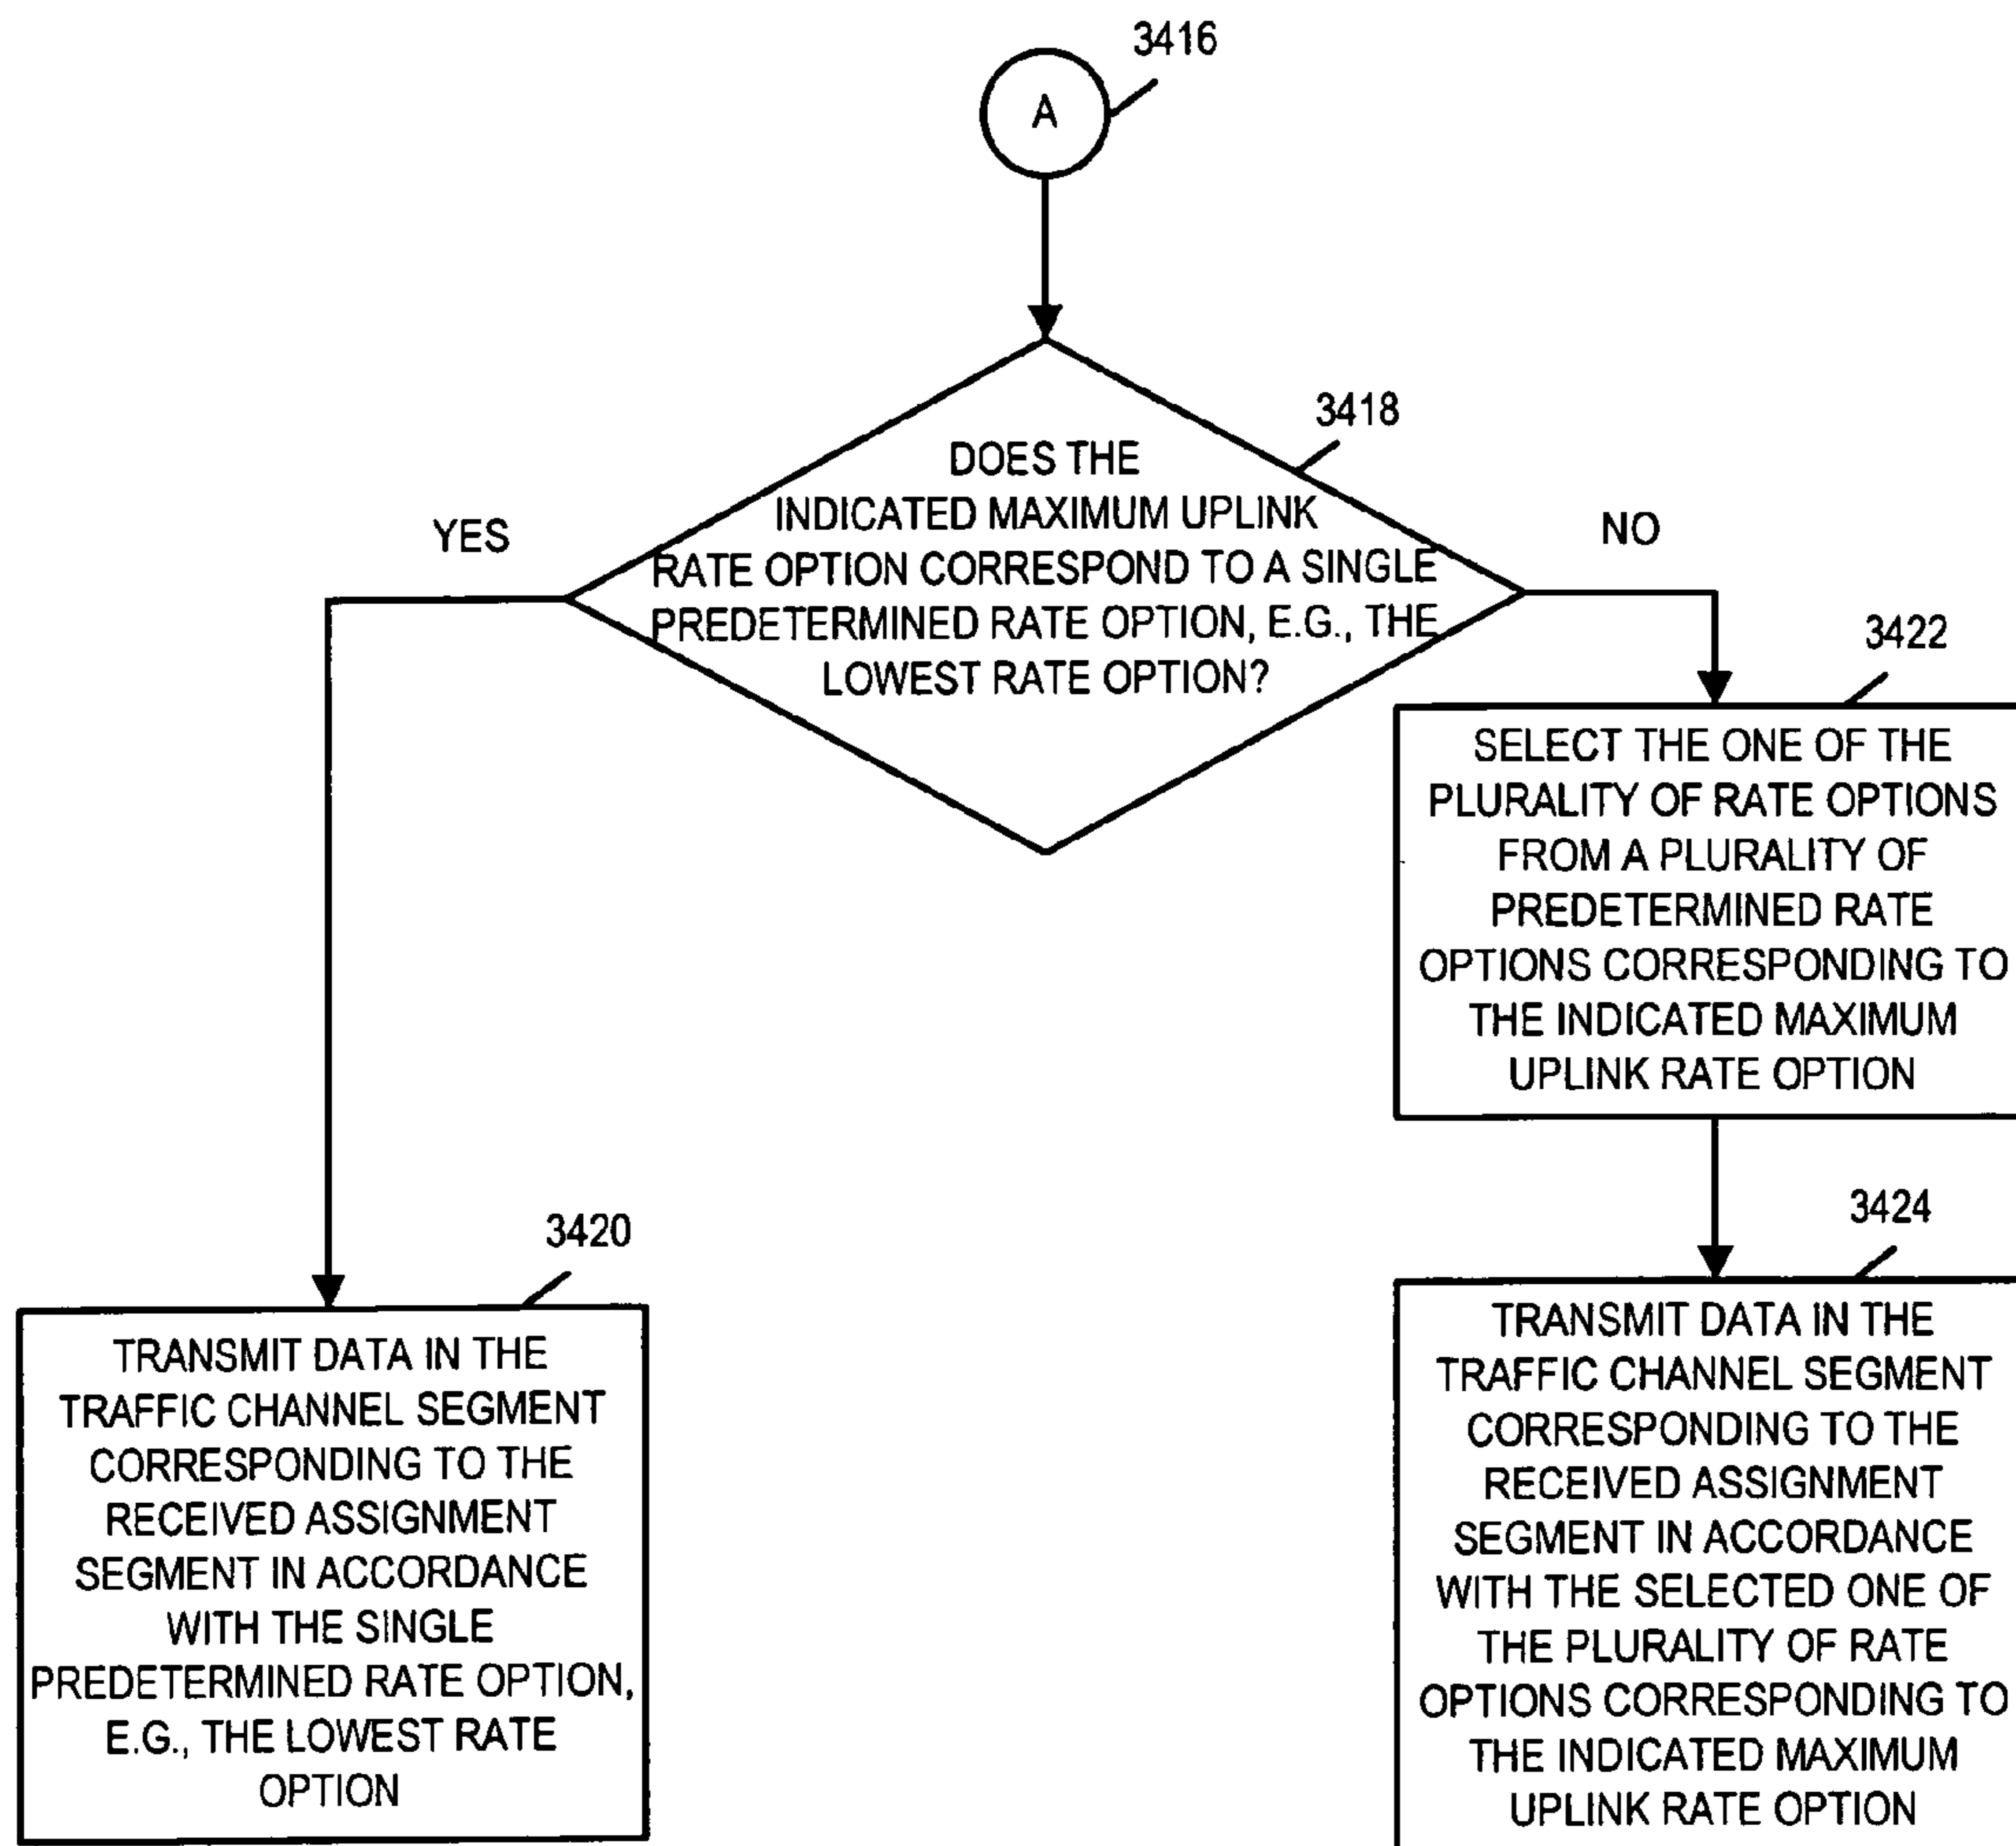 3416
A
3418
DOES THE
INDICATED MAXIMUM UPLINK
RATE OPTION CORRESPOND TO A SINGLE
PREDETERMINED RATE OPTION, E.G., THE
LOWEST RATE OPTION?
YES
NO
3422
SELECT THE ONE OF THE
PLURALITY OF RATE OPTIONS
FROM A PLURALITY OF
PREDETERMINED RATE
OPTIONS CORRESPONDING TO
THE INDICATED MAXIMUM
UPLINK RATE OPTION
3420
TRANSMIT DATA IN THE
TRAFFIC CHANNEL SEGMENT
CORRESPONDING TO THE
RECEIVED ASSIGNMENT
SEGMENT IN ACCORDANCE
WITH THE SINGLE
PREDETERMINED RATE OPTION,
E.G., THE LOWEST RATE
OPTION
3424
TRANSMIT DATA IN THE
TRAFFIC CHANNEL SEGMENT
CORRESPONDING TO THE
RECEIVED ASSIGNMENT
SEGMENT IN ACCORDANCE
WITH THE SELECTED ONE OF
THE PLURALITY OF RATE
OPTIONS CORRESPONDING TO
THE INDICATED MAXIMUM
UPLINK RATE OPTION